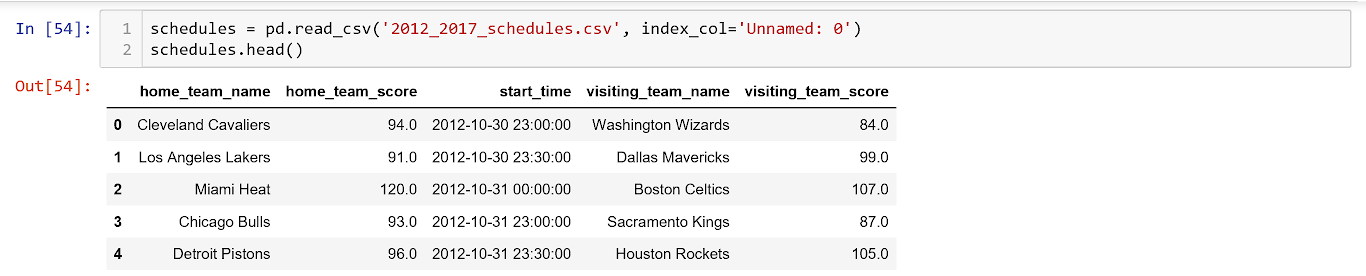 In [54]: 1 schedules = pd.read_csv('2012_2017_schedules.csv', index_col='Unnamed: 0')
2 schedules.head()
Out[54]:
home_team_name home_team_score start_time visiting_team_name visiting_team_score
0 Cleveland Cavaliers 94.0 2012-10-30 23:00:00 Washington Wizards 84.0
1 Los Angeles Lakers 91.0 2012-10-30 23:30:00 Dallas Mavericks 99.0
2 Miami Heat 120.0 2012-10-31 00:00:00 Boston Celtics 107.0
3 Chicago Bulls 93.0 2012-10-31 23:00:00 Sacramento Kings 87.0
4 Detroit Pistons 96.0 2012-10-31 23:30:00 Houston Rockets 105.0